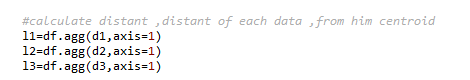 #calculate distant ,distant of each data ,from him centroid
l1=df.agg(d1,axis=1)
l2=df.agg(d2,axis=1)
l3=df.agg(d3,axis=1)